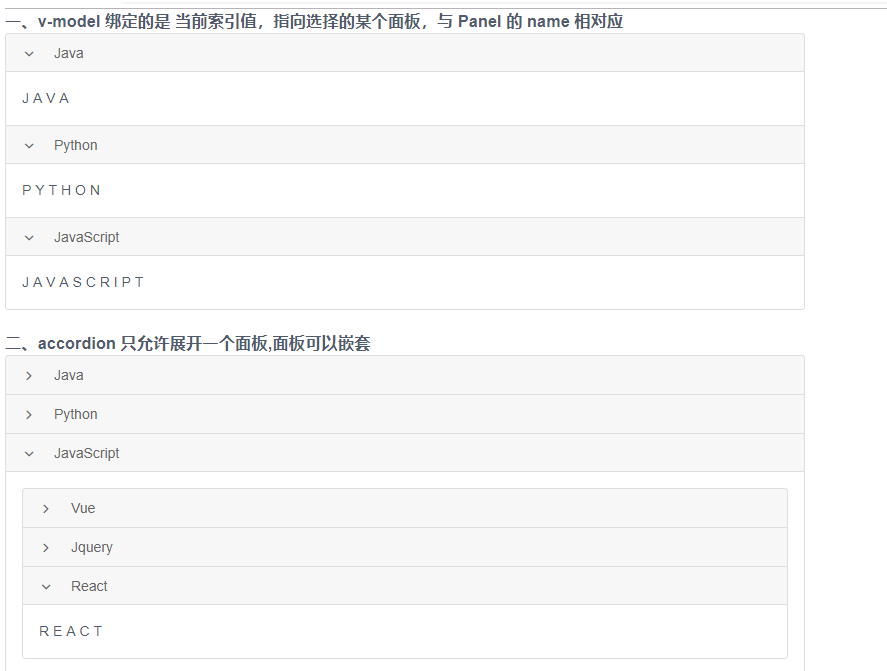 一、v-model 绑定的是 当前索引值，指向选择的某个面板，与 Panel 的 name 相对应
Java
J A V A
Python
P Y T H O N
JavaScript
J A V A S C R I P T
二、accordion 只允许展开一个面板,面板可以嵌套
Java
Python
JavaScript
Vue
Jquery
React
R E A C T